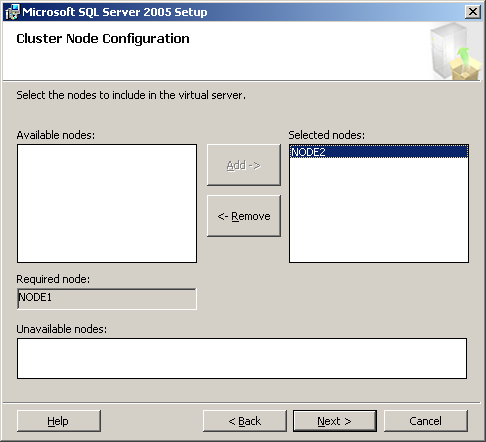 Microsoft SQL Server 2005 Setup
Cluster Node Configuration
Select the nodes to include in the virtual server.
Available nodes:
Selected nodes:
NODE2
Add ->
<- Remove
Required node:
NODE1
Unavailable nodes:
Help
< Back
Next >
Cancel